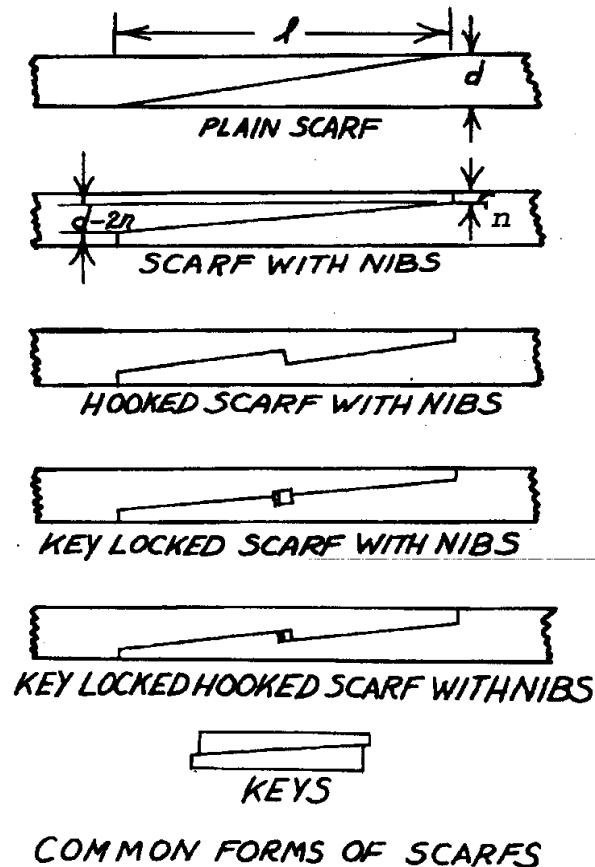 l
d
PLAIN SCARF
d-2n
n
SCARF WITH NIBS
HOOKED SCARF WITH NIBS
KEY LOCKED SCARF WITH NIBS
KEY LOCKED HOOKED SCARF WITH NIBS
KEYS
COMMON FORMS OF SCARFS